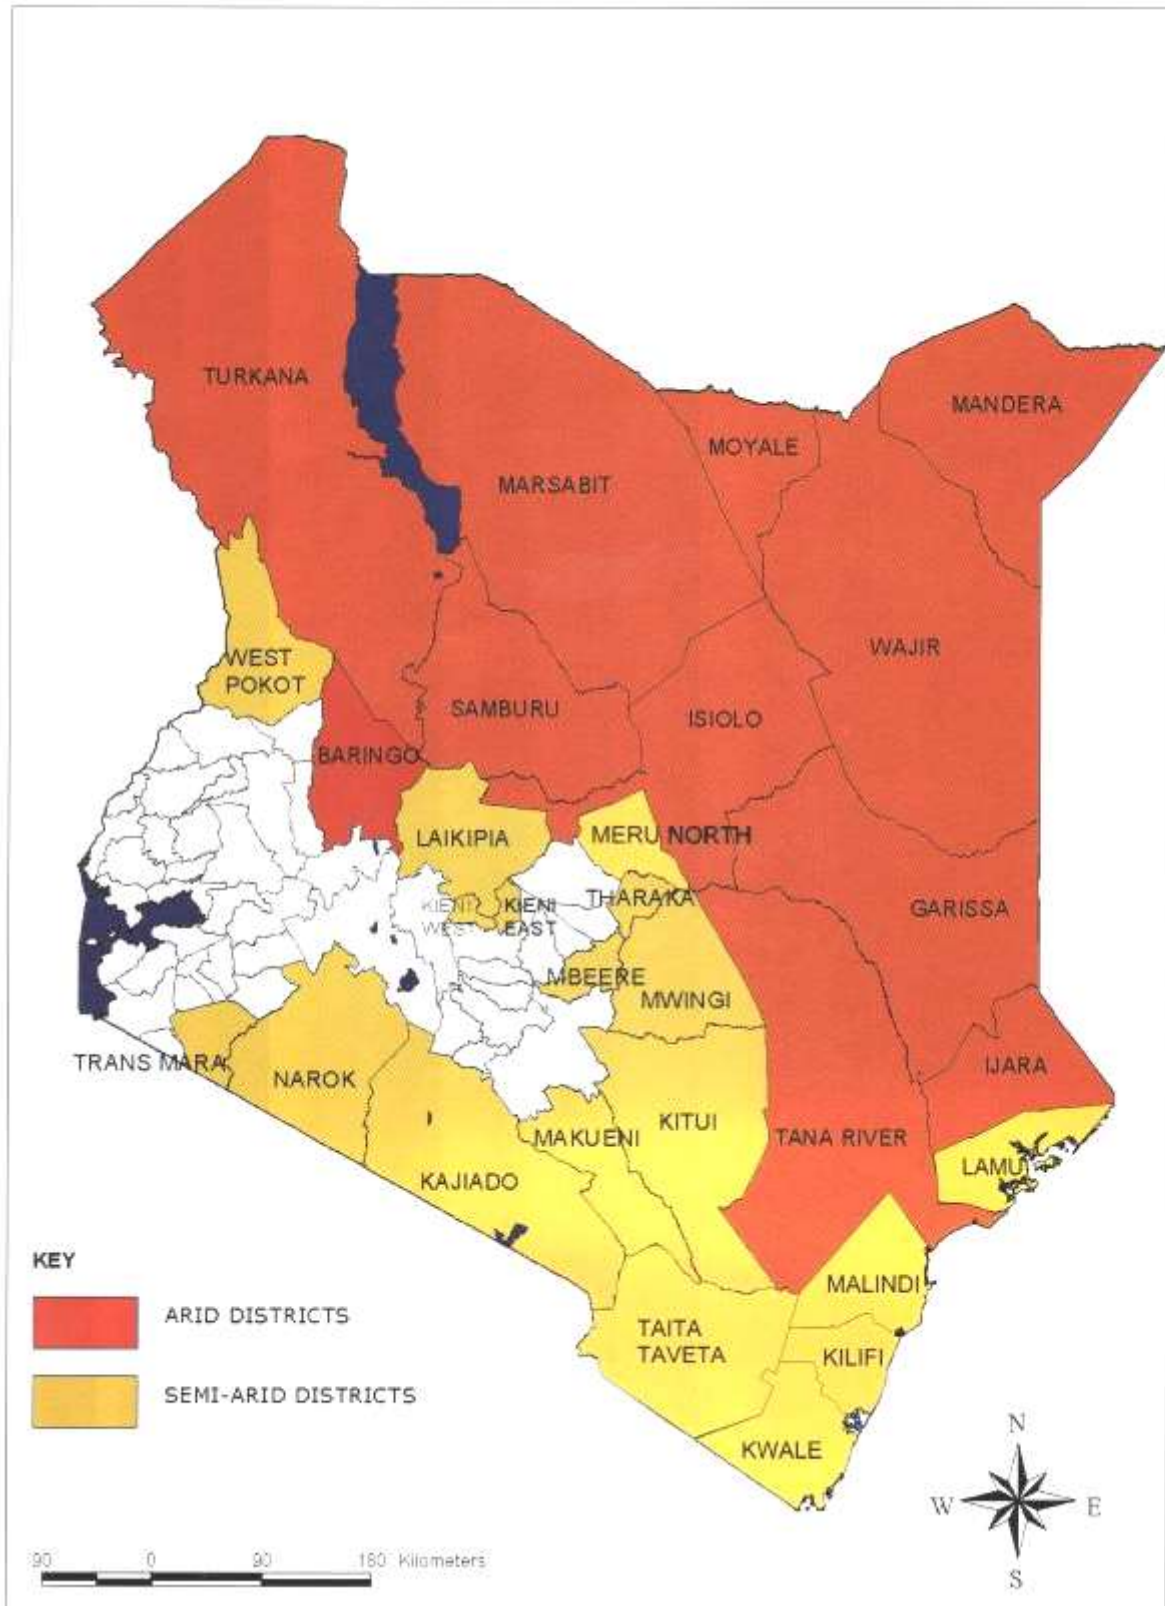 TURKANA
MANDERA
MOYALE
MARSABIT
WAJIR
WEST
POKOT
SAMBURU
ISIOLO
BARINGO
LAIKIPIA
MERU NORTH
THARAKA
KIENI
WEST
KIENI
EAST
GARISSA
MBEERE
MWINGI
TRANS MARA
NAROK
IJARA
KITUI
MAKUENI
TANA RIVER
LAMU
KAJIADO
MALINDI
TAITA
TAVETA
KILIFI
KWALE
KEY
ARID DISTRICTS
SEMI-ARID DISTRICTS
N
W E
S
90 0 90 180 Kilometers